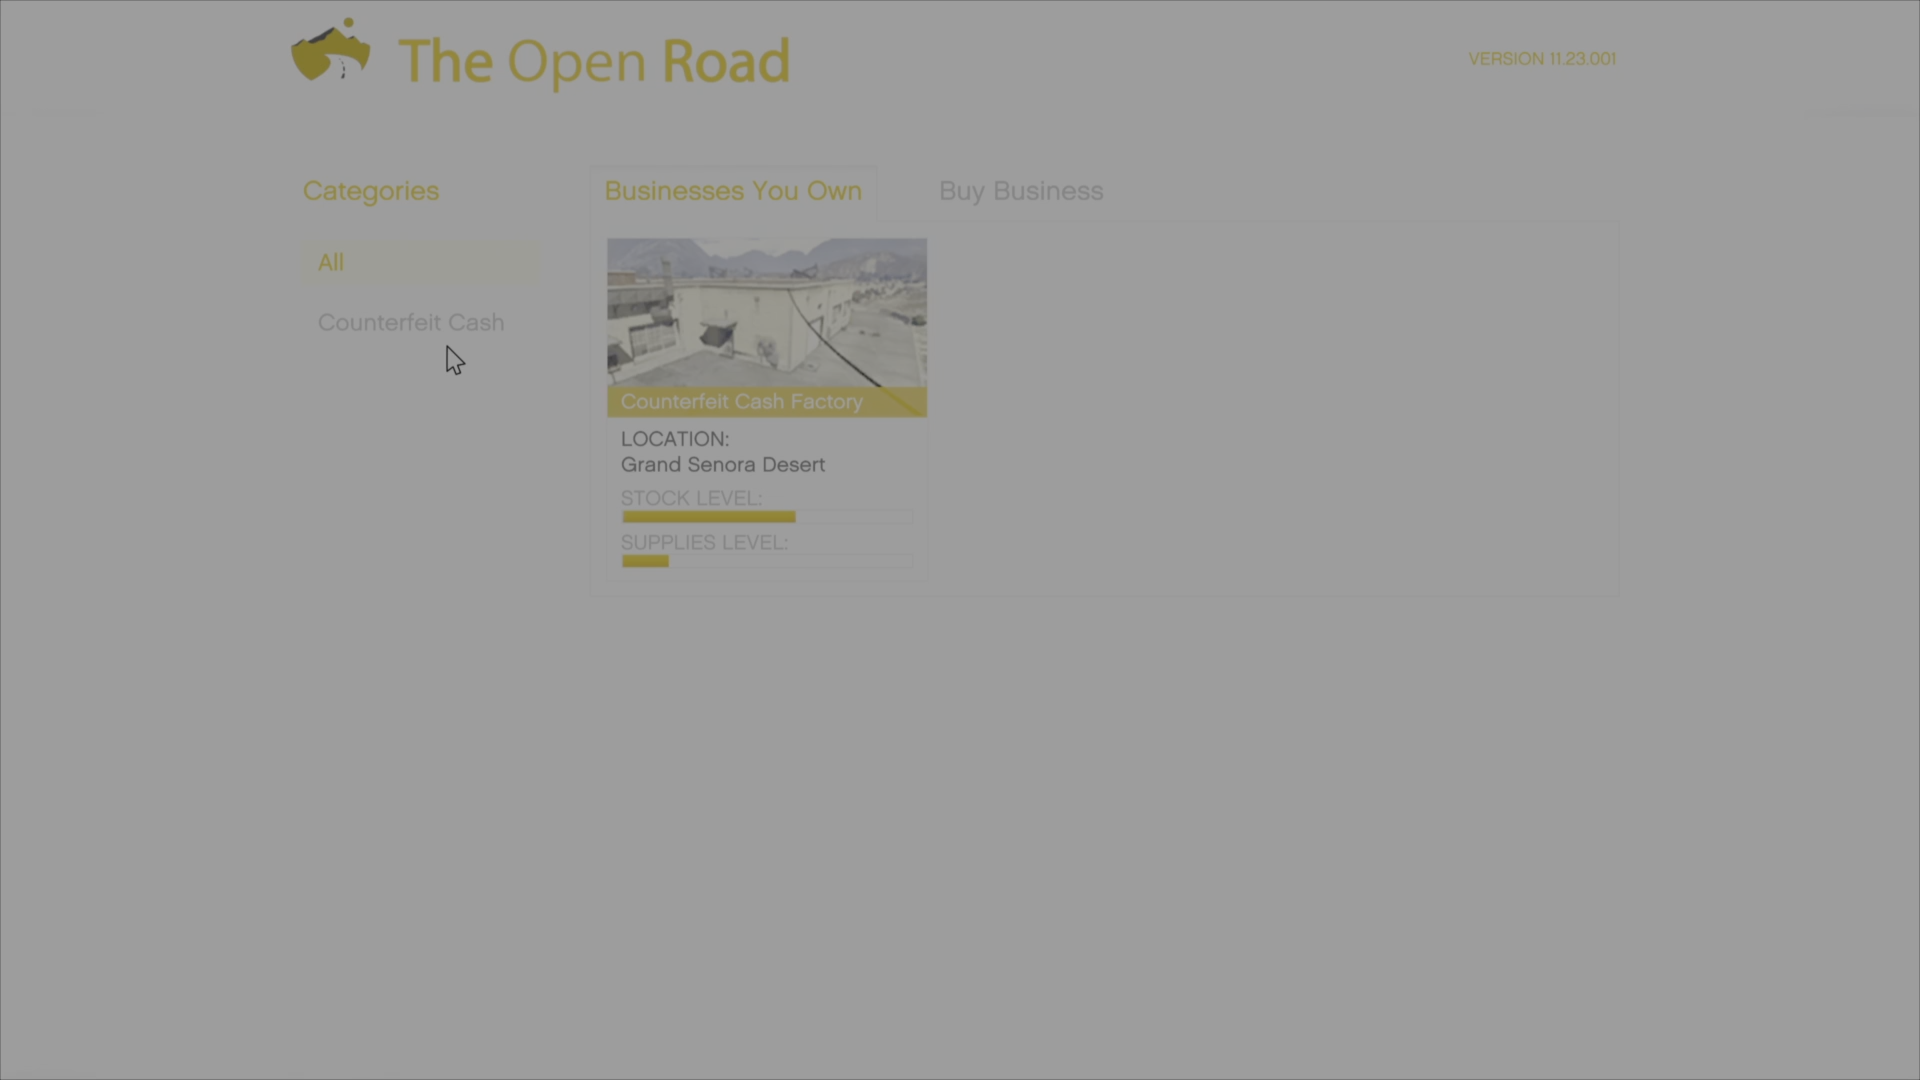 The Open Road
VERSION 11.23.001
Categories
Businesses You Own
Buy Business
All
Counterfeit Cash
Counterfeit Cash Factory
LOCATION:
Grand Senora Desert
STOCK LEVEL:
SUPPLIES LEVEL: